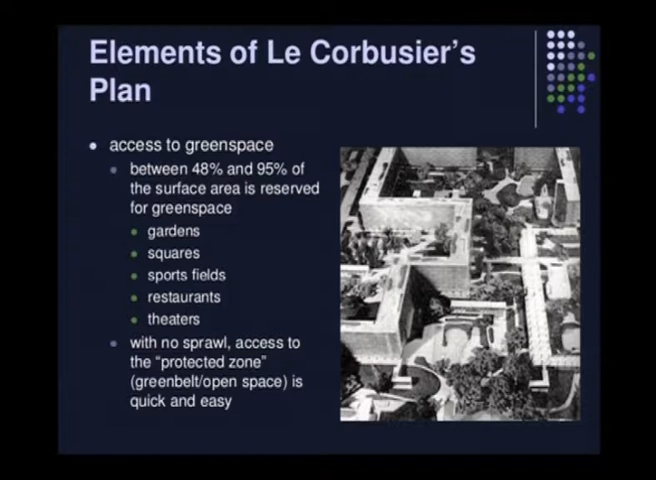 Elements of Le Corbusier's
Plan
access to greenspace
between 48% and 95% of
the surface area is reserved
for greenspace
gardens
squares
sports fields
restaurants
theaters
with no sprawl, access to
the "protected zone"
(greenbelt/open space) is
quick and easy